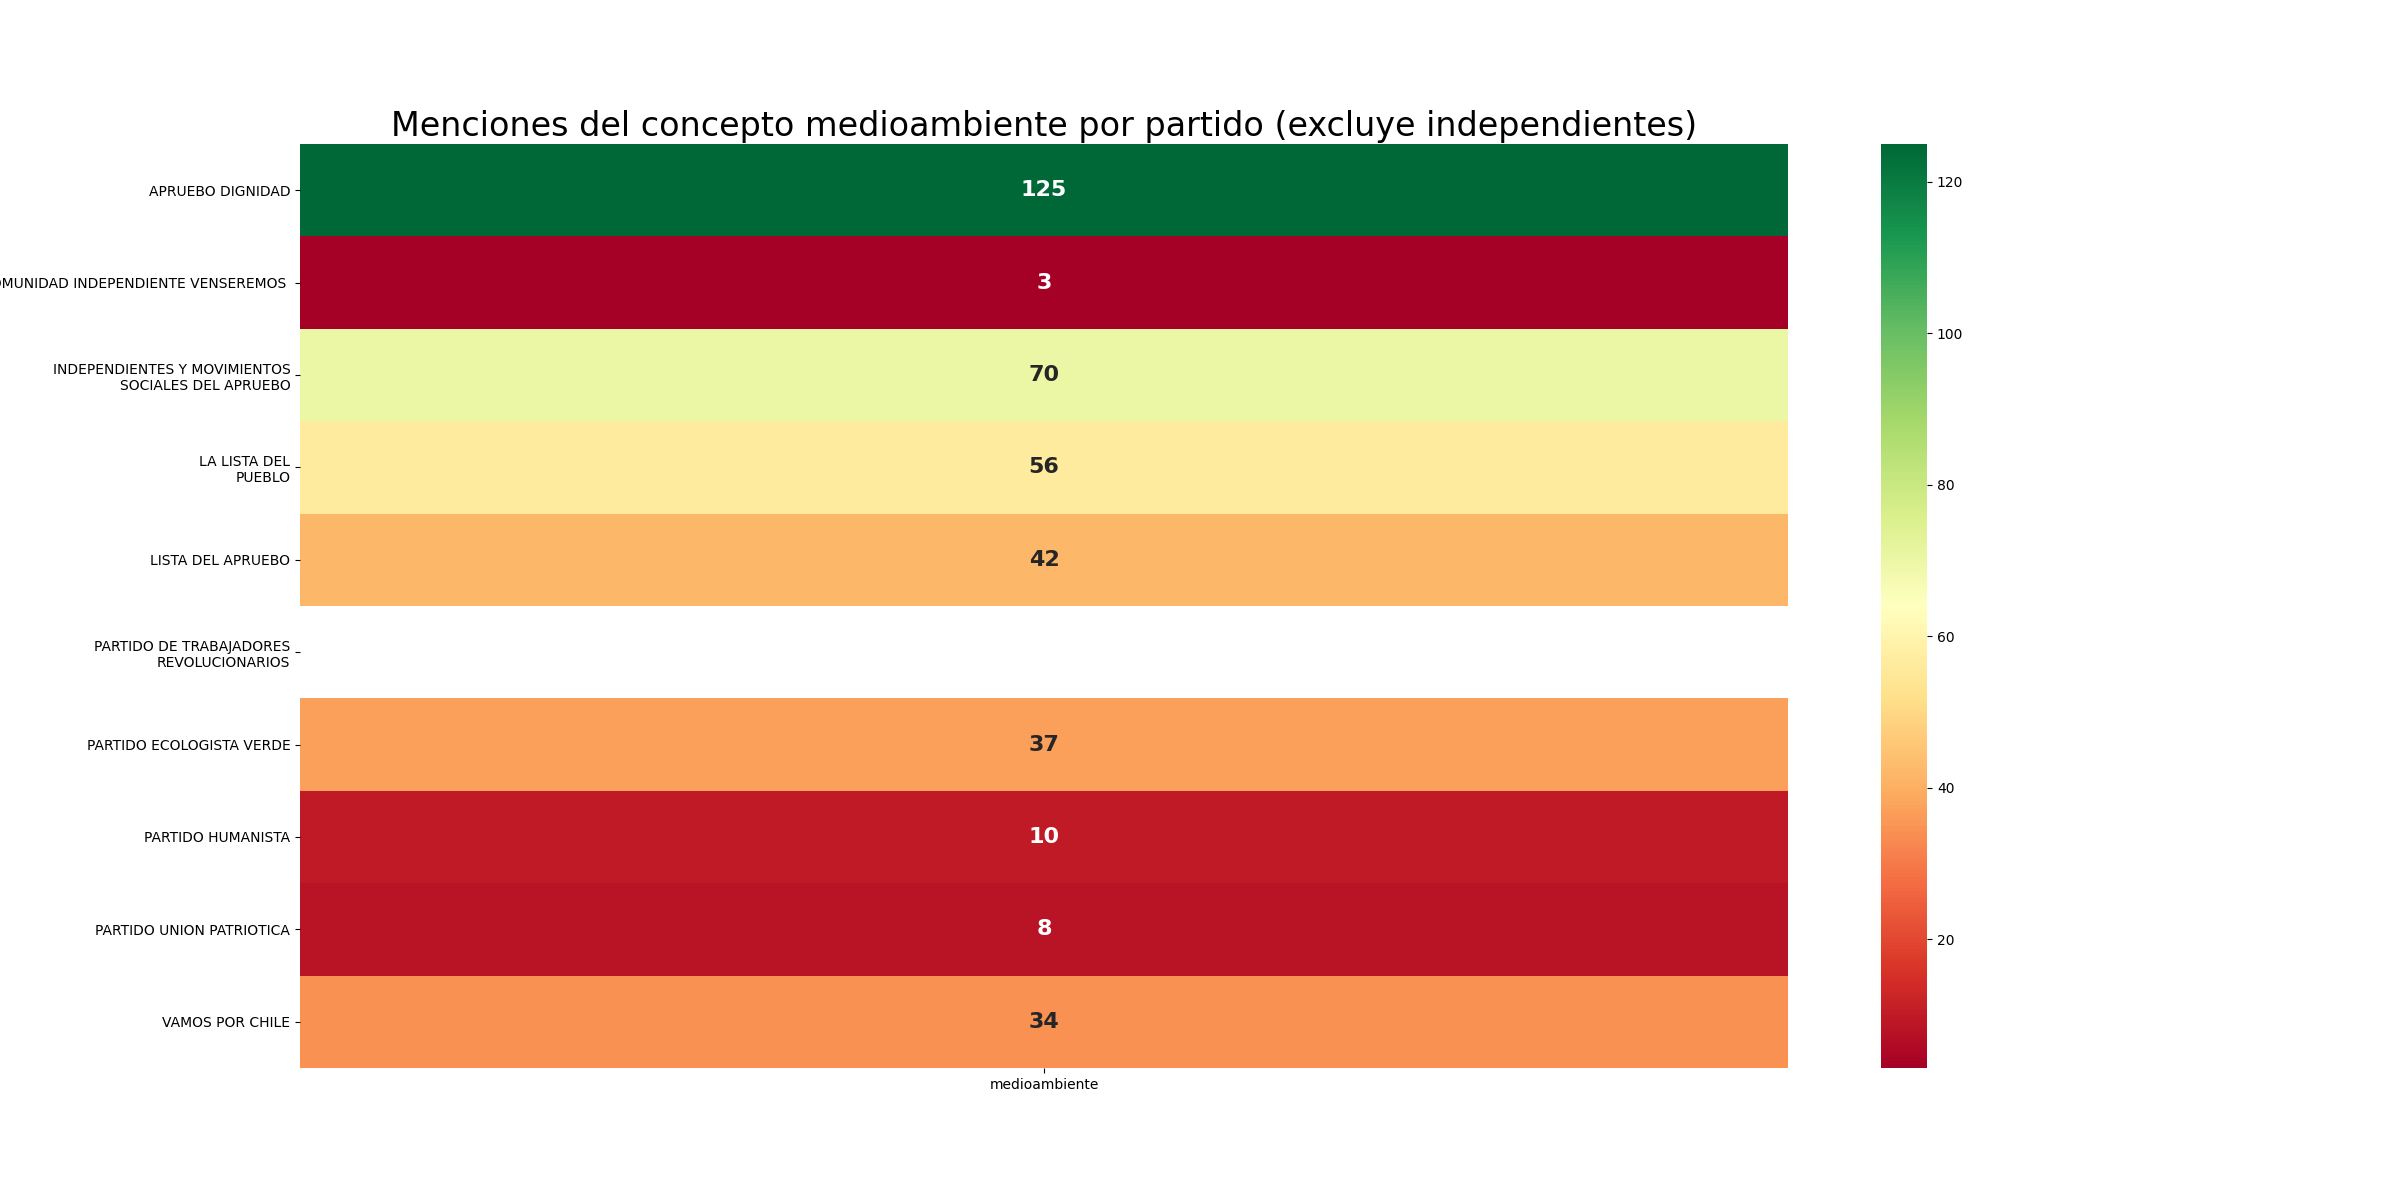 Menciones del concepto medioambiente por partido (excluye independientes)
APRUEBO DIGNIDAD
125
120
INDEPENDIENTE VENSEREMOS
3
100
INDEPENDIENTES Y MOVIMIENTOS
SOCIALES DEL APRUEBO
70
LA LISTA DEL
PUEBLO
56
80
LISTA DEL APRUEBO
42
60
PARTIDO DE TRABAJADORES
REVOLUCIONARIOS
PARTIDO ECOLOGISTA VERDE
37
40
PARTIDO HUMANISTA
10
PARTIDO UNION PATRIOTICA
8
20
VAMOS POR CHILE
34
medioambiente